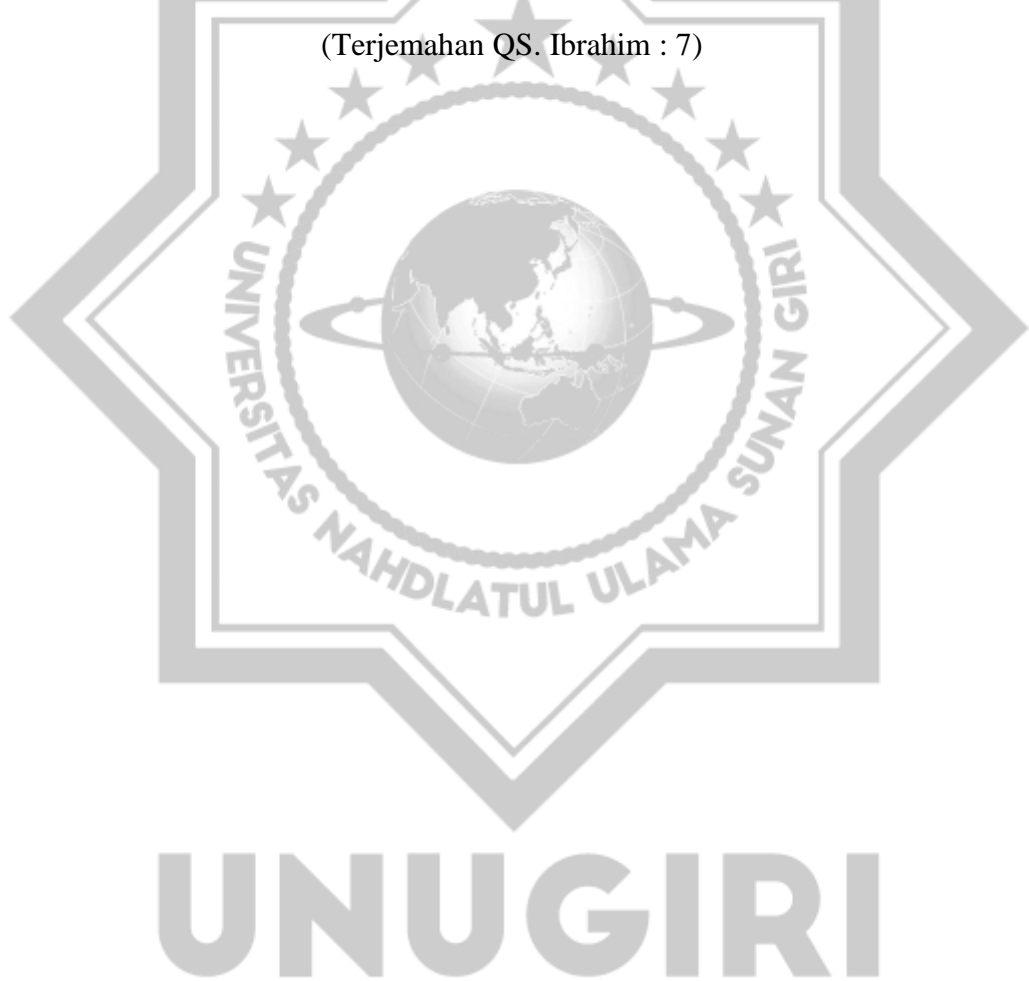 (Terjemahan QS. Ibrahim : 7)
UNIVERSITAS NAHDLATUL ULAMA SUNAN GIRI
UNUGIRI